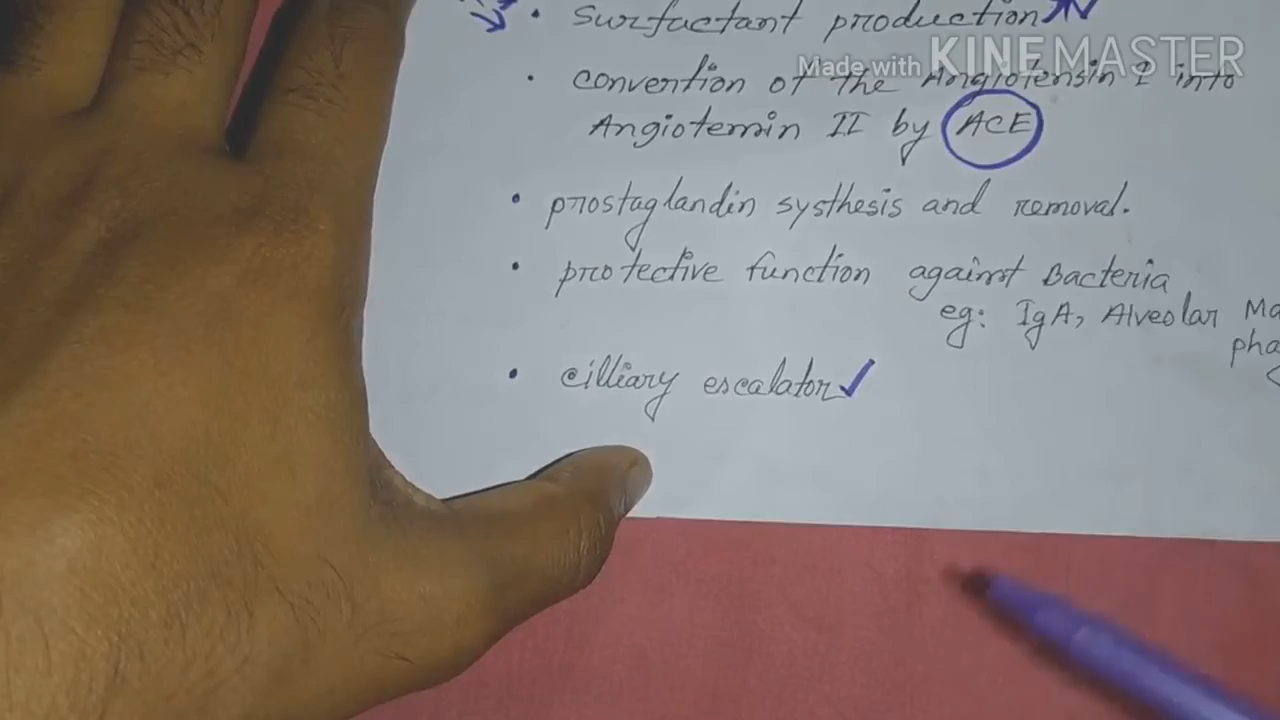 • Surfactant production
Made with KINEMASTER
• convention of the Angiotensin I into
Angiotemin II by ACE
• prostaglandin systhesis and removal.
• protective function against Bacteria
eg: IgA, Alveolar Ma
pha
• cilliary escalator ✓